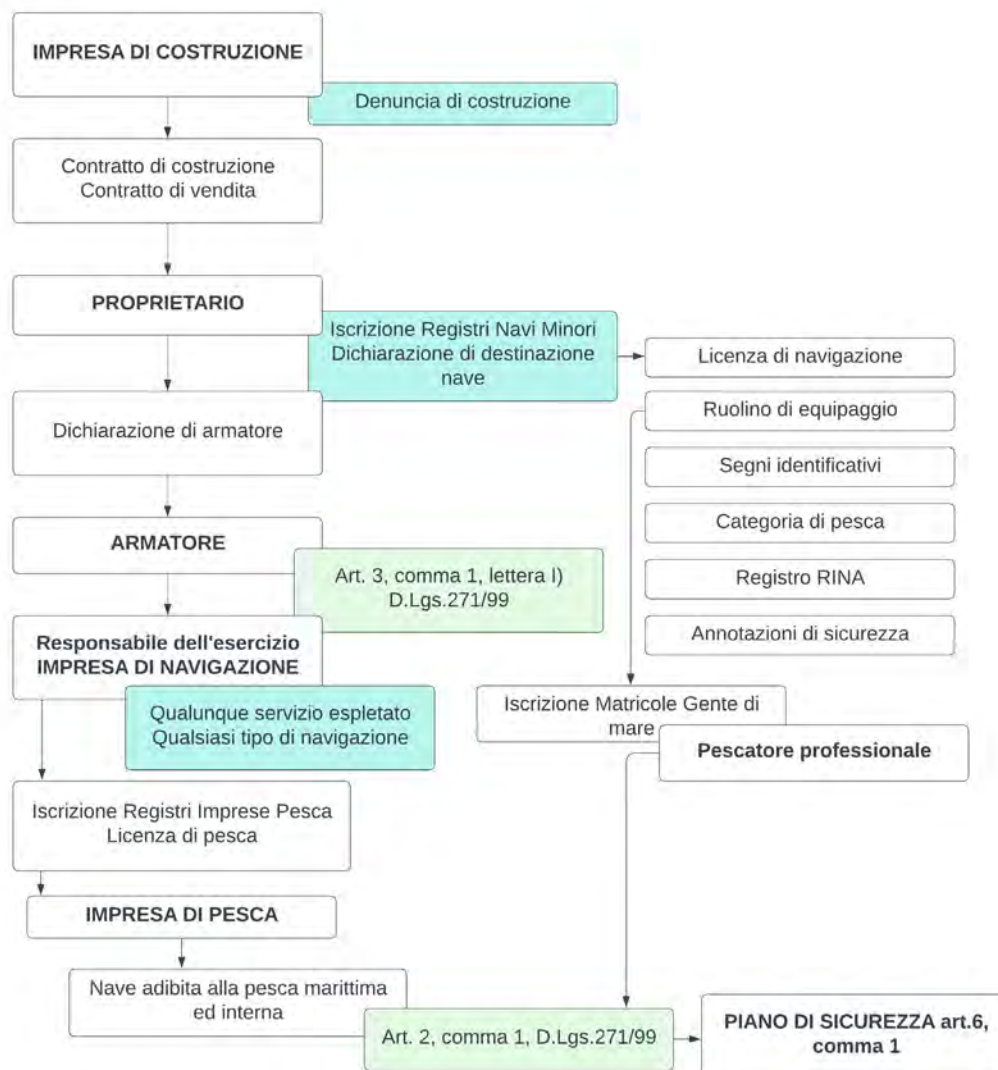 IMPRESA DI COSTRUZIONE
Denuncia di costruzione
Contratto di costruzione
Contratto di vendita
PROPRIETARIO
Iscrizione Registri Navi Minori
Dichiarazione di destinazione
nave
Licenza di navigazione
Ruolino di equipaggio
Segni identificativi
Categoria di pesca
Registro RINA
Annotazioni di sicurezza
Dichiarazione di armatore
ARMATORE
Art. 3, comma 1, lettera l)
D.Lgs.271/99
Responsabile dell'esercizio
IMPRESA DI NAVIGAZIONE
Qualunque servizio espletato
Qualsiasi tipo di navigazione
Iscrizione Matricole Gente di
mare
Pescatore professionale
Iscrizione Registri Imprese Pesca
Licenza di pesca
IMPRESA DI PESCA
Nave adibita alla pesca marittima
ed interna
Art. 2, comma 1, D.Lgs.271/99
PIANO DI SICUREZZA art.6,
comma 1